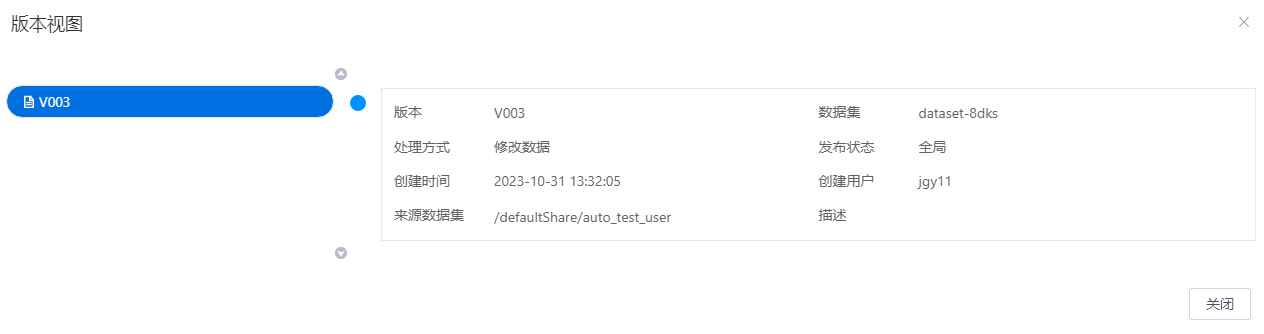 版本视图
V003
版本 V003 数据集 dataset-8dks
处理方式 修改数据 发布状态 全局
创建时间 2023-10-31 13:32:05 创建用户 jgy11
来源数据集 /defaultShare/auto_test_user 描述
关闭